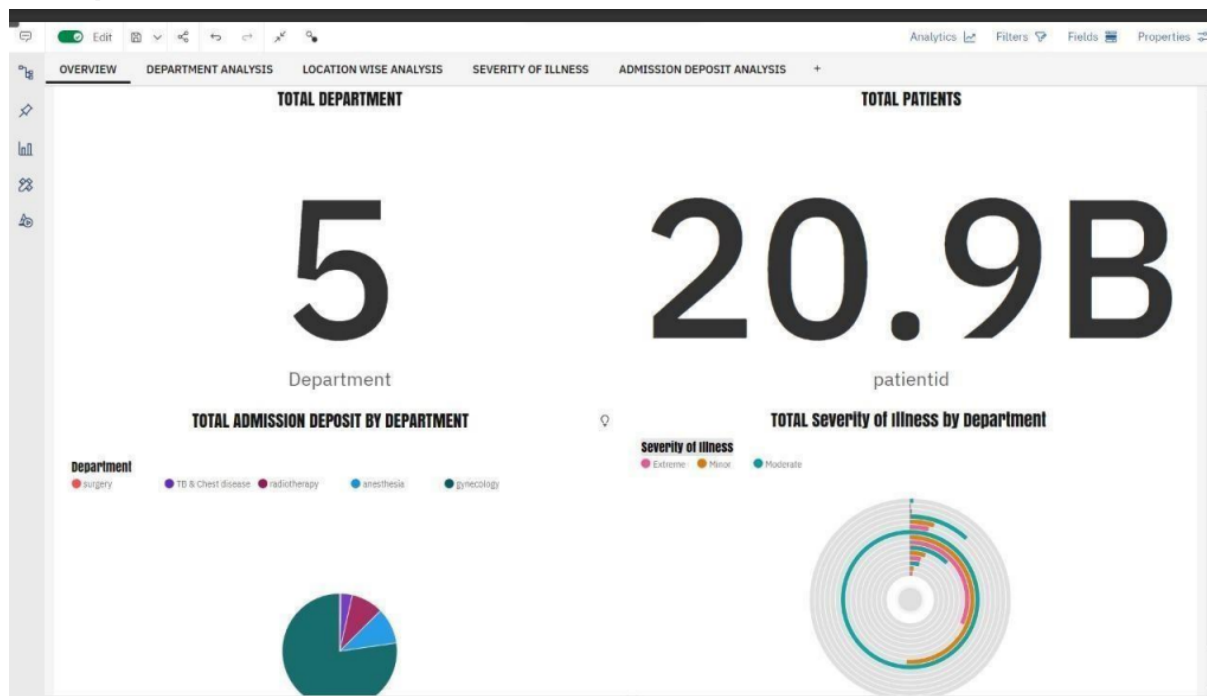 Edit
Analytics Filters Fields Properties
OVERVIEW DEPARTMENT ANALYSIS LOCATION WISE ANALYSIS SEVERITY OF ILLNESS ADMISSION DEPOSIT ANALYSIS +
TOTAL DEPARTMENT
5
Department
TOTAL PATIENTS
20.9B
patientid
TOTAL ADMISSION DEPOSIT BY DEPARTMENT
Department
surgery TB & Chest disease radiotherapy anesthesia gynecology
TOTAL Severity of Illness by Department
Severity of Illness
Extreme Minor Moderate